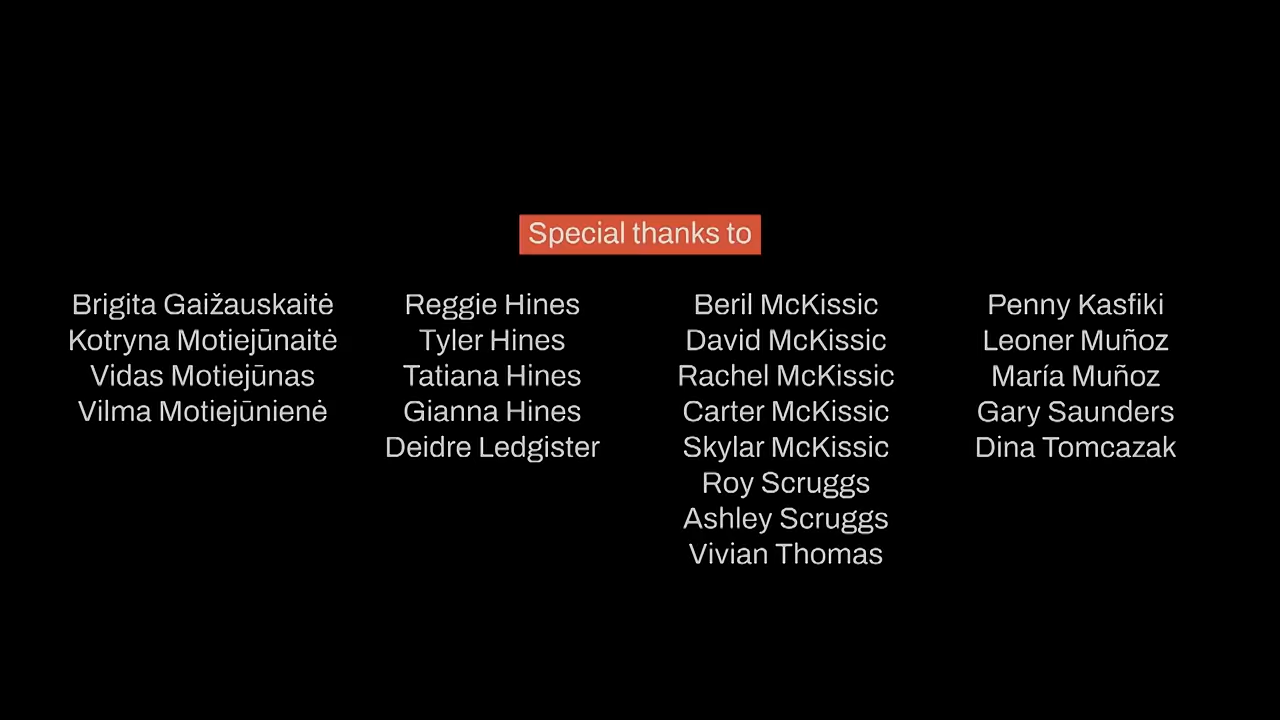 Special thanks to
Brigita Gaižauskaitė
Kotryna Motiejūnaitė
Vidas Motiejūnas
Vilma Motiejūnienė
Reggie Hines
Tyler Hines
Tatiana Hines
Gianna Hines
Deidre Ledgister
Beril McKissic
David McKissic
Rachel McKissic
Carter McKissic
Skylar McKissic
Roy Scruggs
Ashley Scruggs
Vivian Thomas
Penny Kasfiki
Leoner Muñoz
María Muñoz
Gary Saunders
Dina Tomcazak